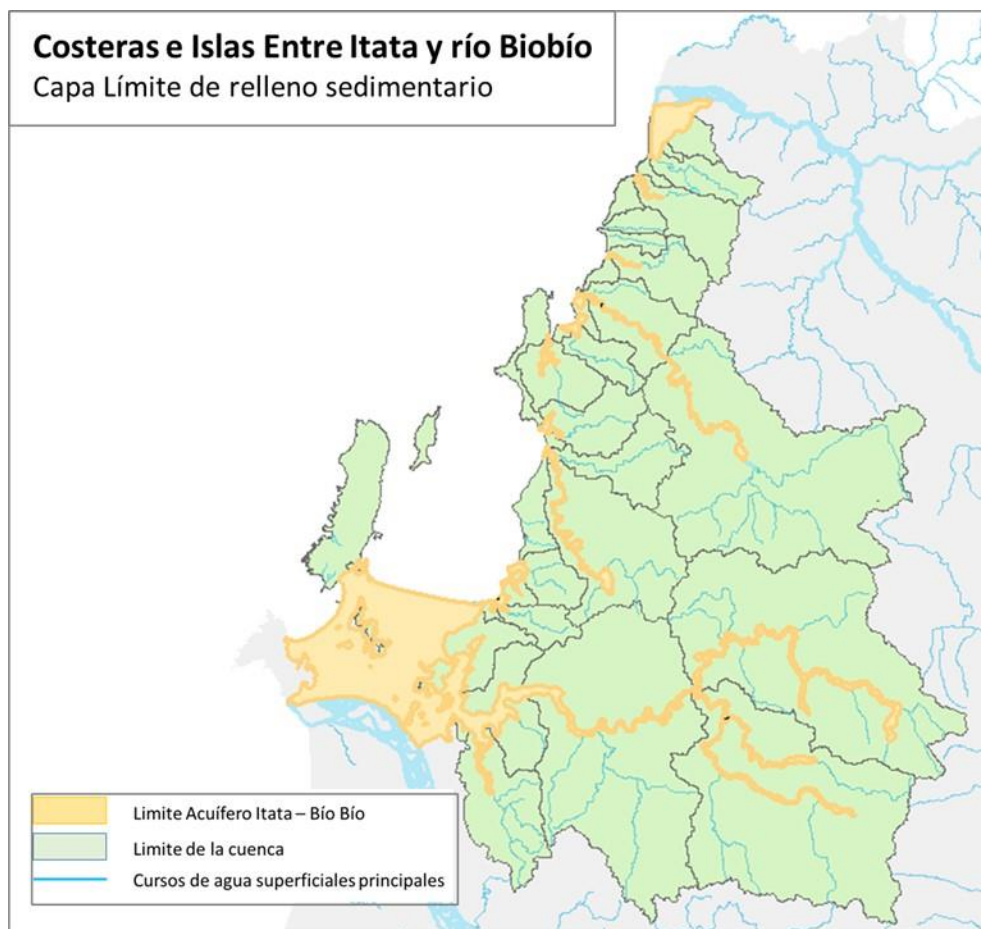 Costeras e Islas Entre Itata y río Biobío
Capa Límite de relleno sedimentario
Limite Acuífero Itata – Bío Bío
Limite de la cuenca
Cursos de agua superficiales principales